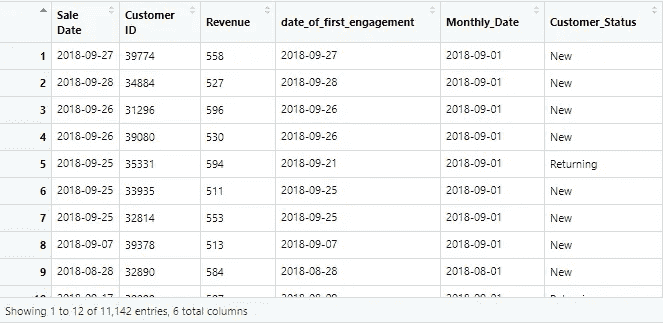 Sale Date Customer ID Revenue date_of_first_engagement Monthly_Date Customer_Status
1 2018-09-27 39774 558 2018-09-27 2018-09-01 New
2 2018-09-28 34884 527 2018-09-28 2018-09-01 New
3 2018-09-26 31296 596 2018-09-26 2018-09-01 New
4 2018-09-26 39080 530 2018-09-26 2018-09-01 New
5 2018-09-25 35331 594 2018-09-21 2018-09-01 Returning
6 2018-09-25 33935 511 2018-09-25 2018-09-01 New
7 2018-09-25 32814 553 2018-09-25 2018-09-01 New
8 2018-09-07 39378 513 2018-09-07 2018-09-01 New
9 2018-08-28 32890 584 2018-08-28 2018-08-01 New
Showing 1 to 12 of 11,142 entries, 6 total columns